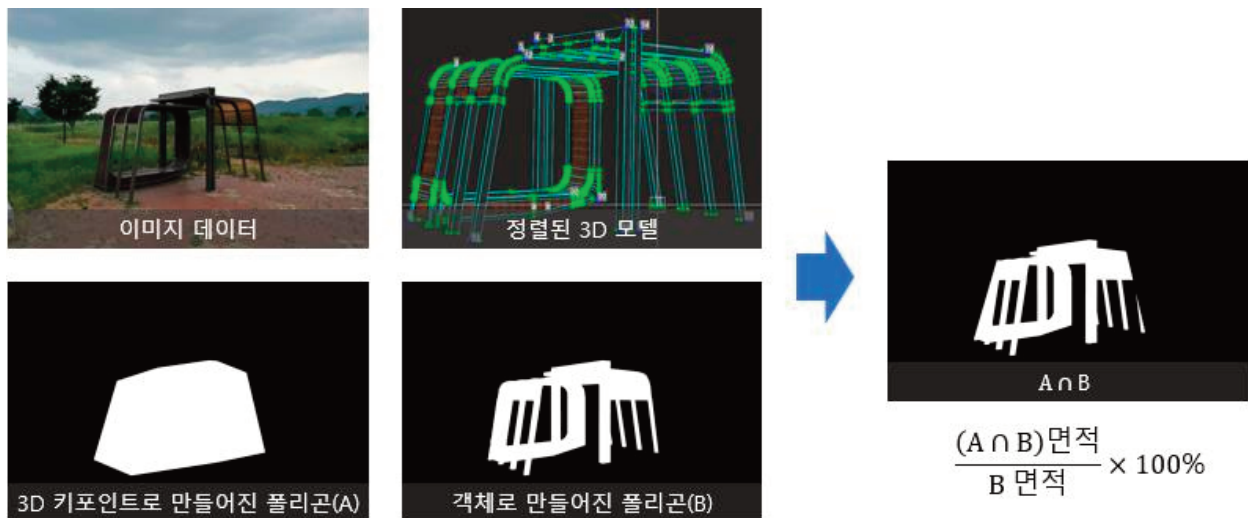 이미지 데이터
정렬된 3D 모델
3D 키포인트로 만들어진 폴리곤(A)
객체로 만들어진 폴리곤(B)
A ∩ B
(A ∩ B)면적
B 면적
× 100%